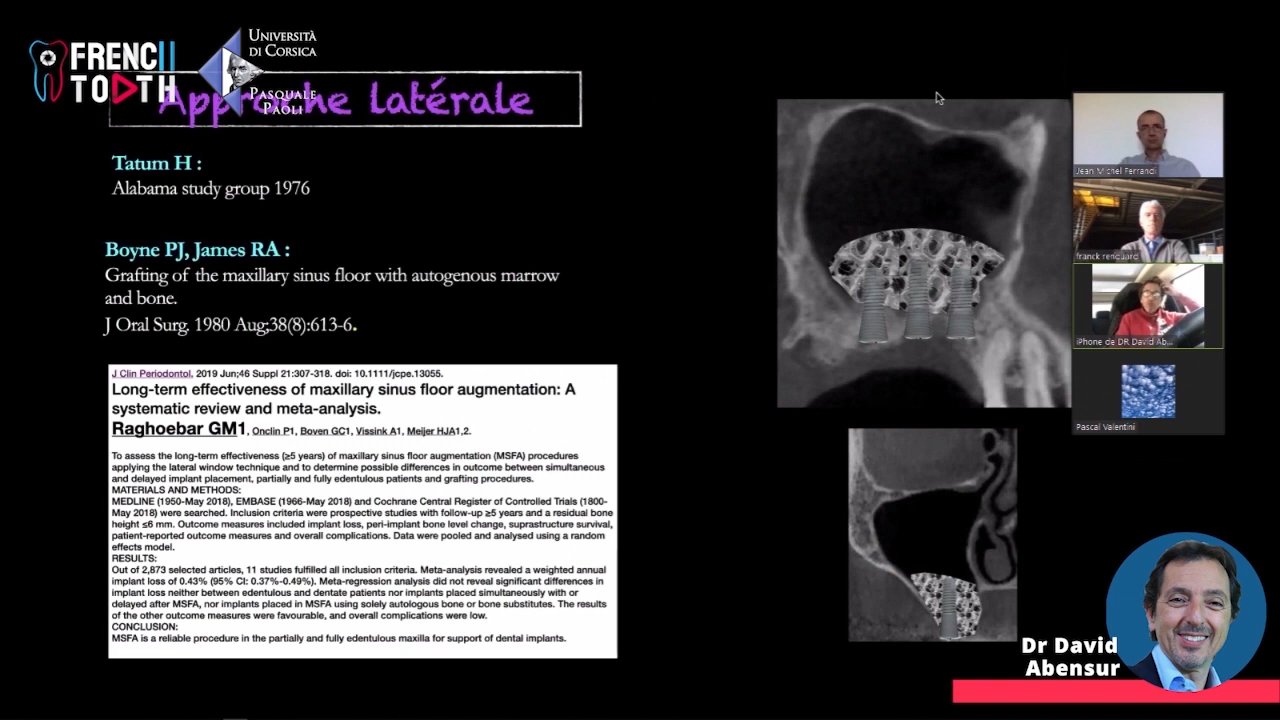 FRENCH
TOOTH
UNIVERSITÀ
DI CORSICA
PASQUALE
PAOLI
Approche latérale
Tatum H :
Alabama study group 1976
Boyne PJ, James RA :
Grafting of the maxillary sinus floor with autogenous marrow
and bone.
J Oral Surg. 1980 Aug;38(8):613-6.
J Clin Periodontol. 2019 Jun;46 Suppl 21:307-318. doi: 10.1111/jcpe.13055.
Long-term effectiveness of maxillary sinus floor augmentation: A
systematic review and meta-analysis.
Raghoebar GM1, Onclin P1, Boven GC1, Vissink A1, Meijer HJA1,2.
To assess the long-term effectiveness (≥5 years) of maxillary sinus floor augmentation (MSFA) procedures
applying the lateral window technique and to determine possible differences in outcome between simultaneous
and delayed implant placement, partially and fully edentulous patients and grafting procedures.
MATERIALS AND METHODS:
MEDLINE (1950-May 2018), EMBASE (1966-May 2018) and Cochrane Central Register of Controlled Trials (1800-
May 2018) were searched. Inclusion criteria were prospective studies with follow-up ≥5 years and a residual bone
height ≤6 mm. Outcome measures included implant loss, peri-implant bone level change, suprastructure survival,
patient-reported outcome measures and overall complications. Data were pooled and analysed using a random
effects model.
RESULTS:
Out of 2,873 selected articles, 11 studies fulfilled all inclusion criteria. Meta-analysis revealed a weighted annual
implant loss of 0.43% (95% CI: 0.37%-0.49%). Meta-regression analysis did not reveal significant differences in
implant loss neither between edentulous and dentate patients nor implants placed simultaneously with or
delayed after MSFA, nor implants placed in MSFA using solely autologous bone or bone substitutes. The results
of the other outcome measures were favourable, and overall complications were low.
CONCLUSION:
MSFA is a reliable procedure in the partially and fully edentulous maxilla for support of dental implants.
Jean Michel Ferrandi
franck renouard
iPhone de DR David Ab...
Pascal Valentini
Dr David
Abensur